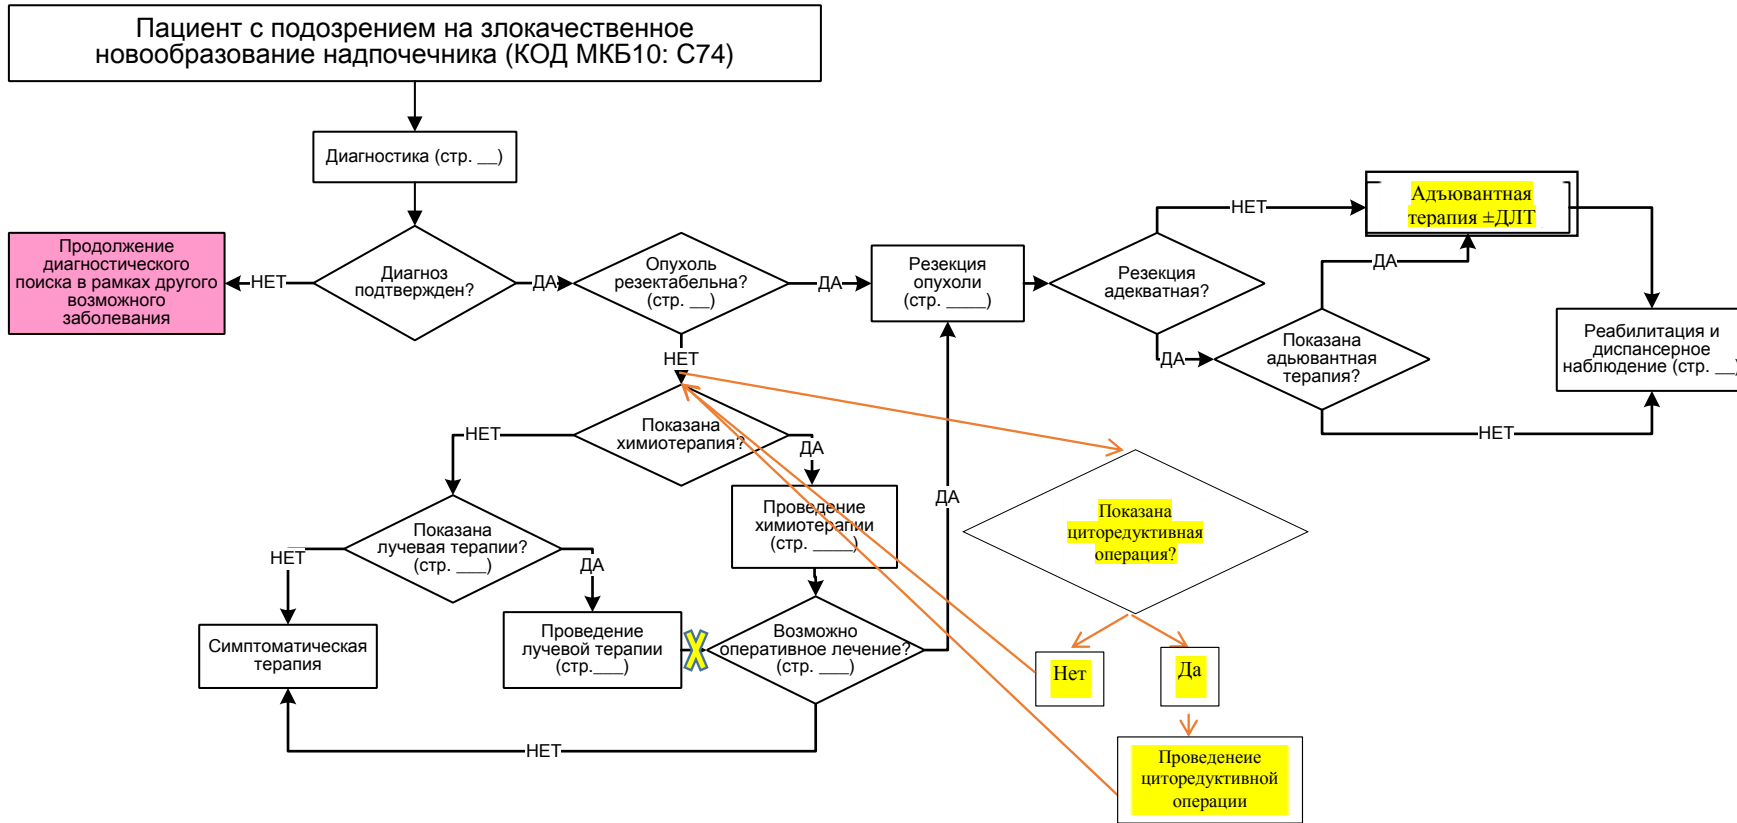 Пациент с подозрением на злокачественное
новообразование надпочечника (КОД МКБ10: С74)
Диагностика (стр. __)
Продолжение
диагностического
поиска в рамках другого
возможного
заболевания
НЕТ
Диагноз
подтвержден?
ДА
Опухоль
резектабельна?
(стр. __)
ДА
Резекция
опухоли
(стр. ____)
Резекция
адекватная?
НЕТ
Адъювантная
терапия ±ДЛТ
ДА
ДА
Показана
адьювантная
терапия?
НЕТ
Реабилитация и
диспансерное
наблюдение (стр. __)
НЕТ
Показана
химиотерапия?
НЕТ
ДА
Показана
лучевая терапии?
(стр. ___)
НЕТ
ДА
Проведение
химиотерапии
(стр. ____)
ДА
Показана
циторедуктивная
операция?
Симптоматическая
терапия
Проведение
лучевой терапии
(стр.___)
Возможно
оперативное лечение?
(стр. ___)
НЕТ
Нет
Да
Проведенеие
циторедуктивной
операции